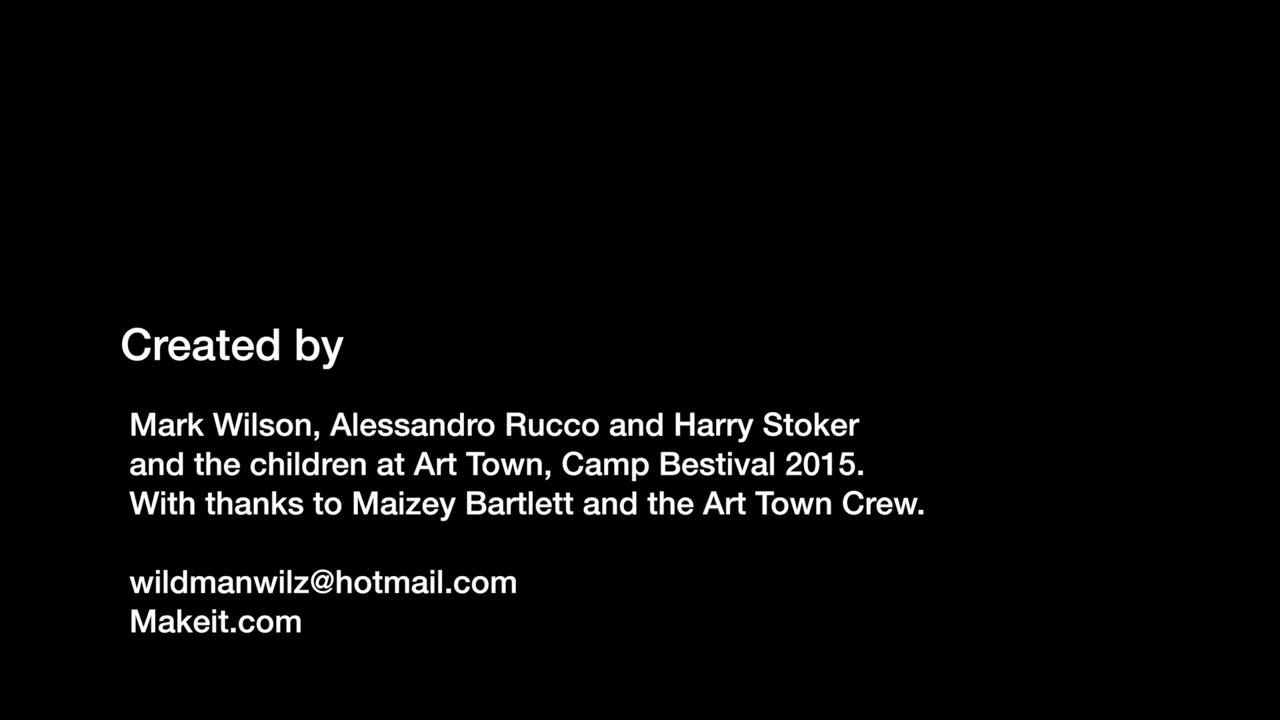 Created by
Mark Wilson, Alessandro Rucco and Harry Stoker
and the children at Art Town, Camp Bestival 2015.
With thanks to Maizey Bartlett and the Art Town Crew.
wildmanwilz@hotmail.com
Makeit.com